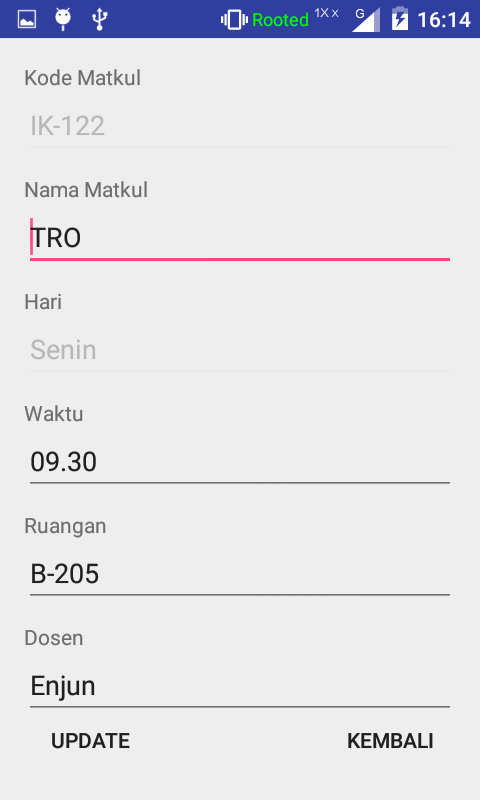 Rooted 1X x G 16:14
Kode Matkul
IK-122
Nama Matkul
TRO
Hari
Senin
Waktu
09.30
Ruangan
B-205
Dosen
Enjun
UPDATE KEMBALI